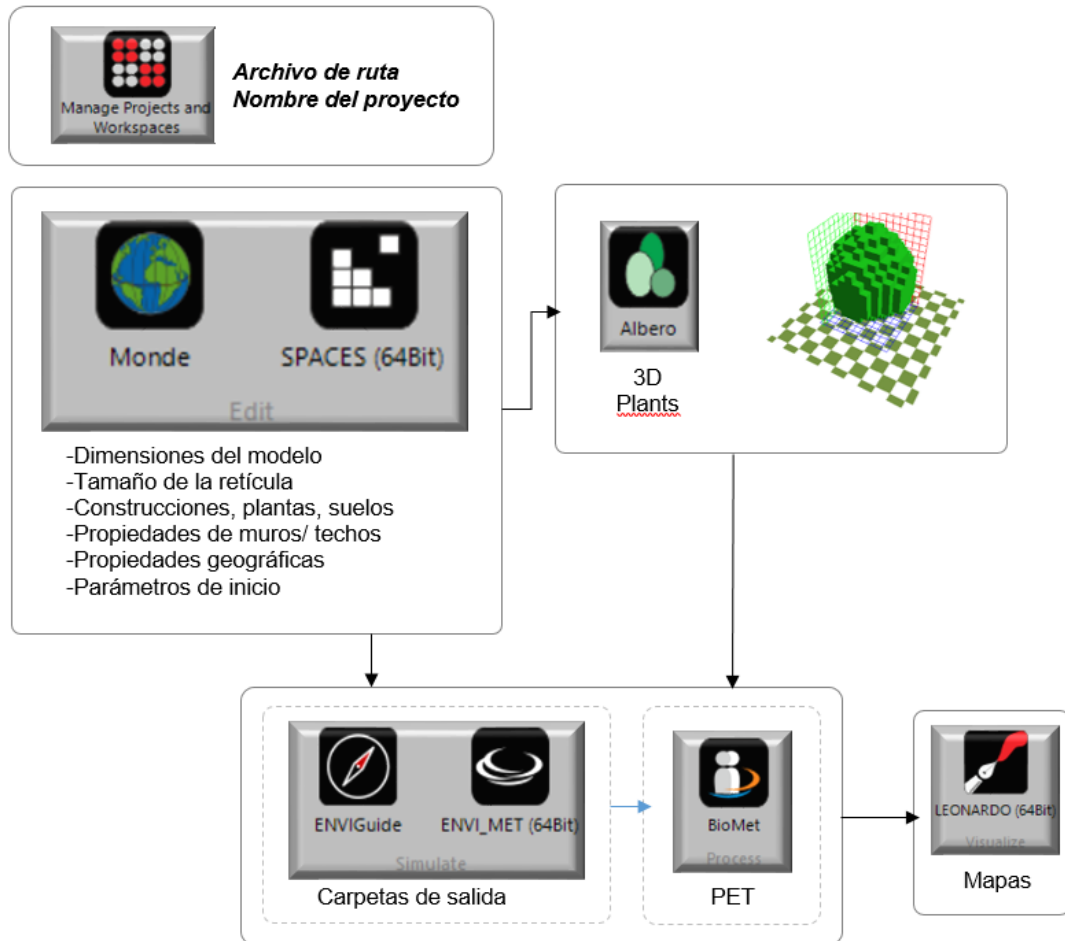 Manage Projects and
Workspaces
Archivo de ruta
Nombre del proyecto
Monde
SPACES (64Bit)
Edit
-Dimensiones del modelo
-Tamaño de la retícula
-Construcciones, plantas, suelos
-Propiedades de muros/ techos
-Propiedades geográficas
-Parámetros de inicio
Albero
3D
Plants
ENVIGuide
ENVI_MET (64Bit)
Simulate
Carpetas de salida
BioMet
Process
PET
LEONARDO (64Bit)
Visualize
Mapas